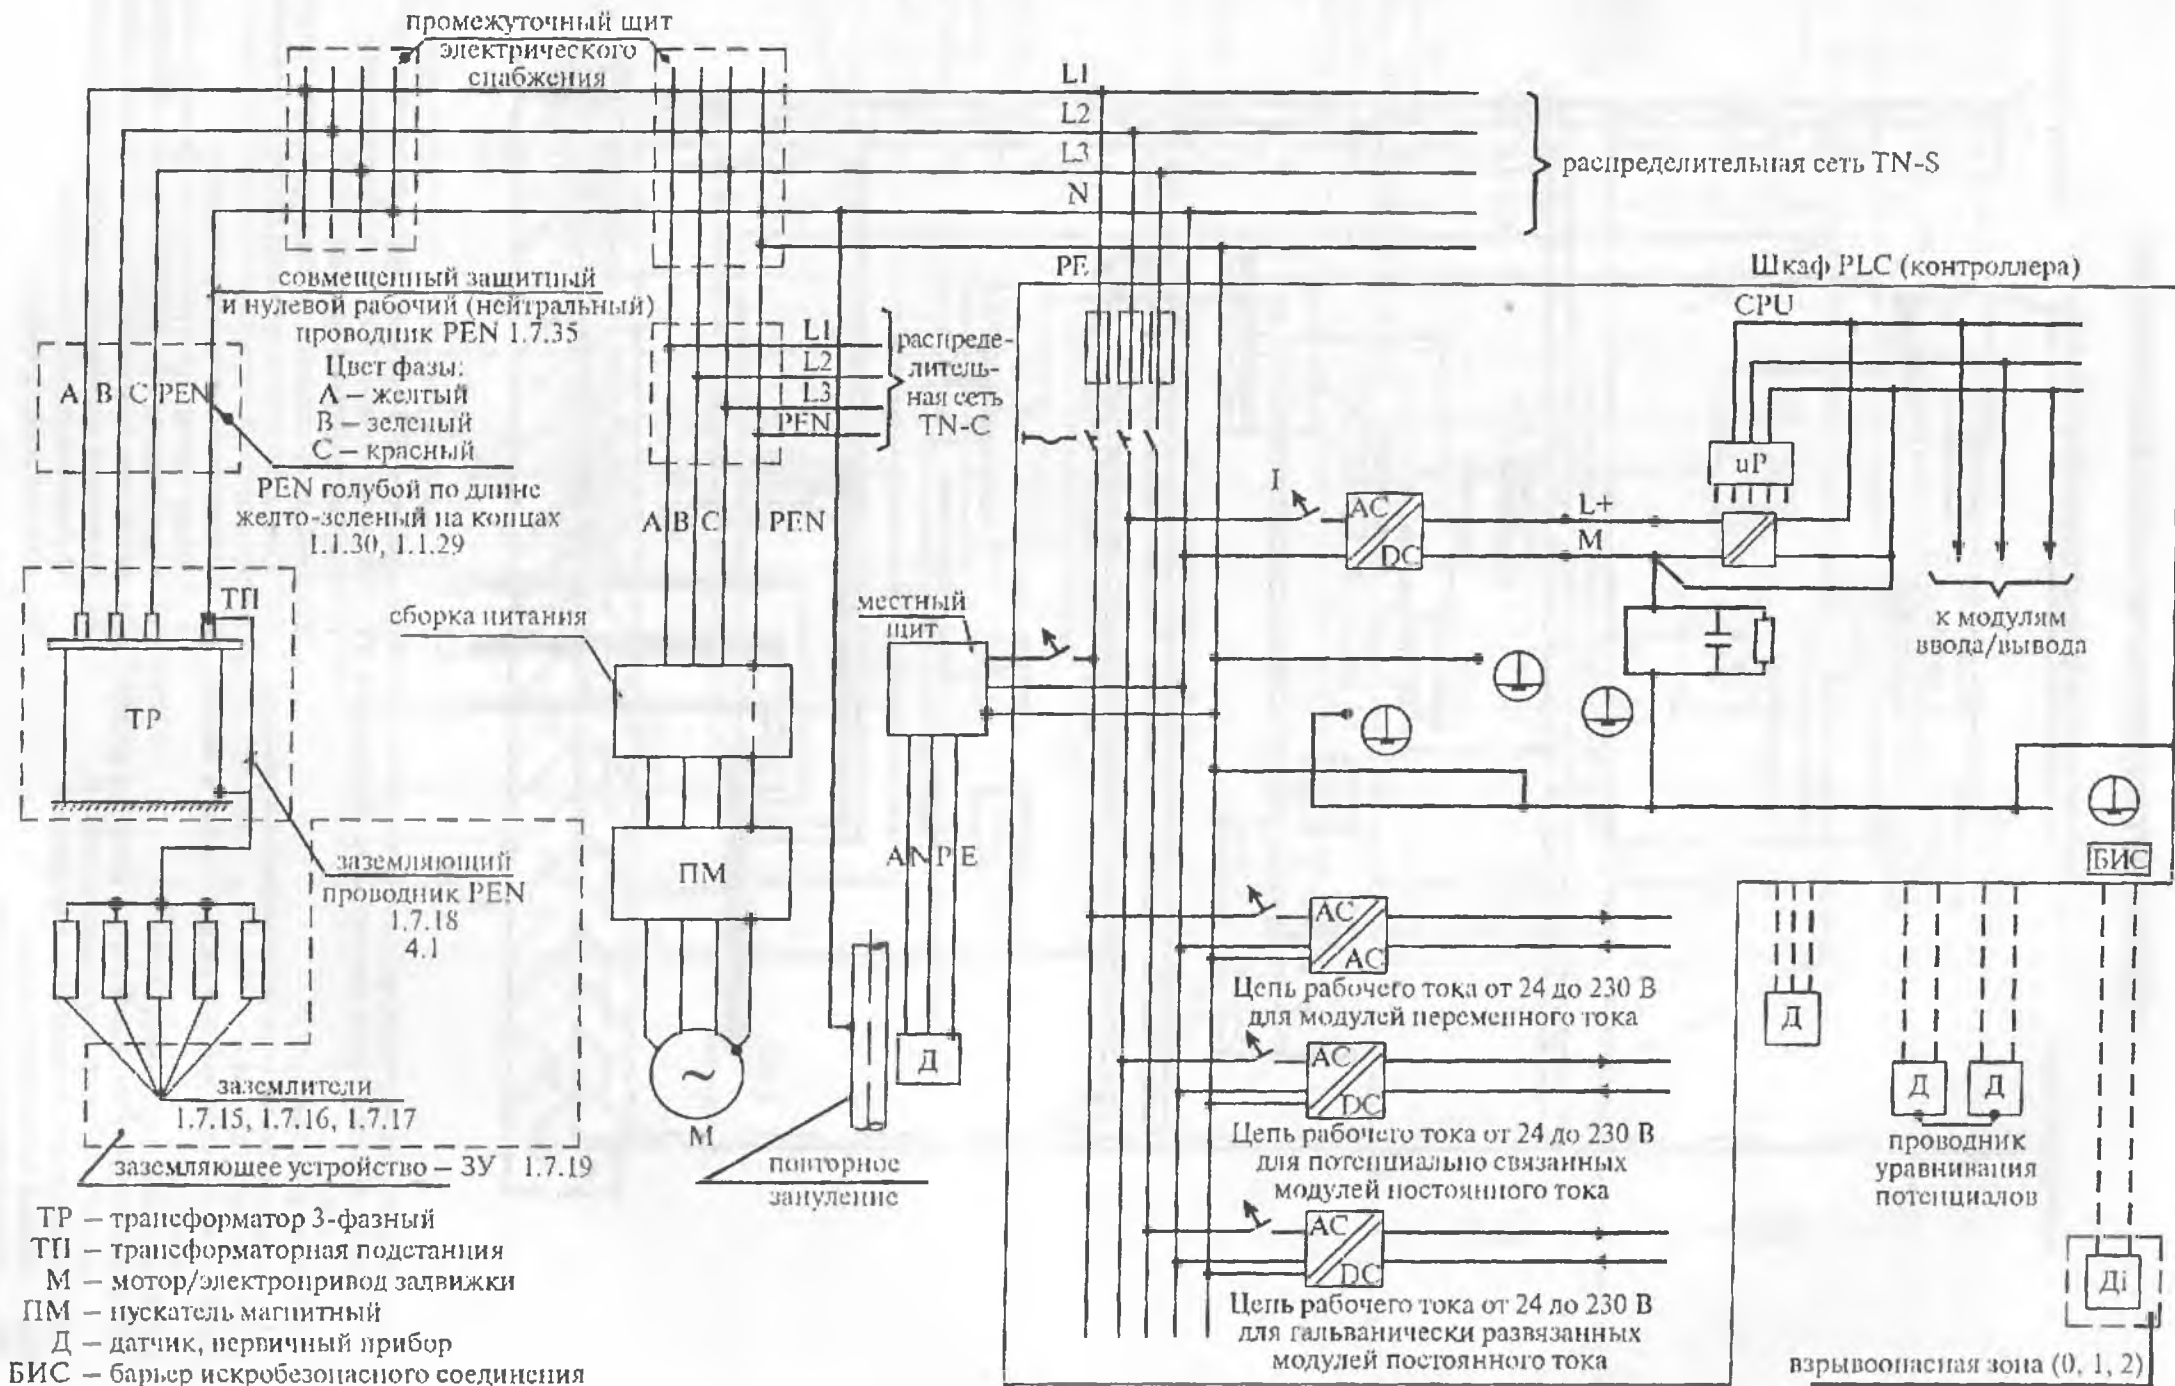 промежуточный щит
электрического
снабжения
L1
L2
L3
N
PE
распределительная сеть TN-S
совмещенный защитный
и нулевой рабочий (нейтральный)
проводник PEN 1.7.35
Цвет фазы:
А – желтый
В – зеленый
С – красный
A B C PEN
PEN голубой по длине
желто-зеленый на концах
1.1.30, 1.1.29
L1
L2
L3
PEN
распреде-
литель-
ная сеть
TN-C
Шкаф PLC (контроллера)
CPU
uP
I
AC
DC
L+
M
A B C PEN
ТП
ТР
сборка питания
местный
щит
к модулям
ввода/вывода
заземляющий
проводник PEN
1.7.18
4.1
ПМ
A N P E
БИС
AC
AC
Цепь рабочего тока от 24 до 230 В
для модулей переменного тока
Д
Д
Д
Д
AC
DC
Цепь рабочего тока от 24 до 230 В
для потенциально связанных
модулей постоянного тока
проводник
уравнивания
потенциалов
заземлители
1.7.15, 1.7.16, 1.7.17
~
М
заземляющее устройство – ЗУ 1.7.19
повторное
зануление
AC
DC
Цепь рабочего тока от 24 до 230 В
для гальванически развязанных
модулей постоянного тока
Ді
взрывоопасная зона (0, 1, 2)
ТР – трансформатор 3-фазный
ТП – трансформаторная подстанция
М – мотор/электропривод задвижки
ПМ – пускатель магнитный
Д – датчик, первичный прибор
БИС – барьер искробезопасного соединения